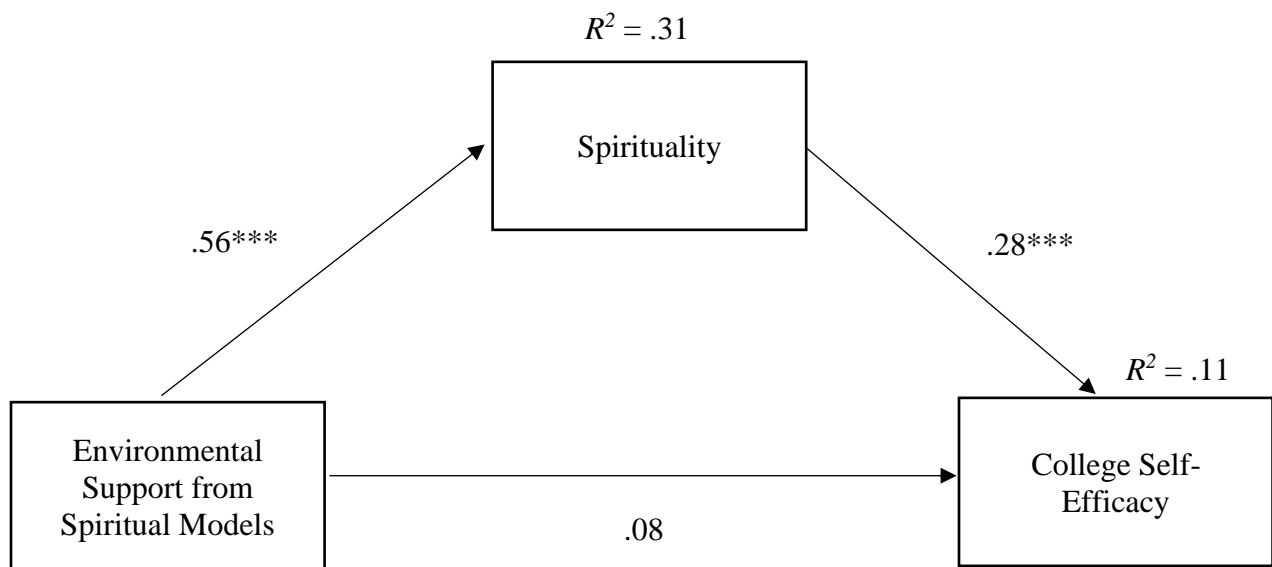 R² = .31
Spirituality
.56***
.28***
R² = .11
Environmental
Support from
Spiritual Models
College Self-
Efficacy
.08